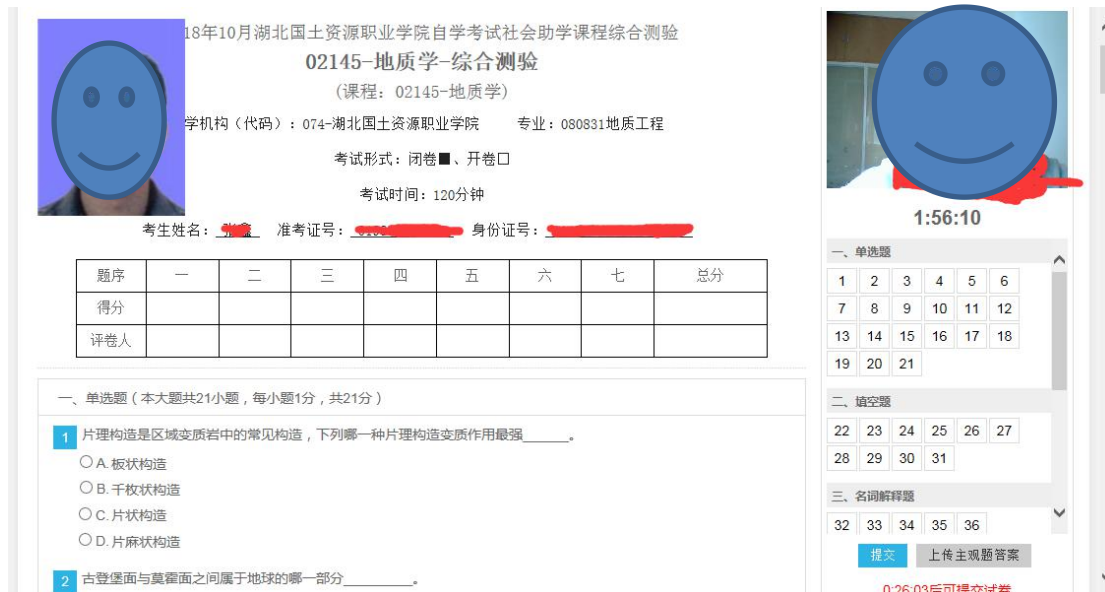 18年10月湖北国土资源职业学院自学考试社会助学课程综合测验
02145-地质学-综合测验
(课程：02145-地质学)
学机构（代码）：074-湖北国土资源职业学院 专业：080831地质工程
考试形式：闭卷■、开卷□
考试时间：120分钟
考生姓名： 准考证号： 身份证号：
题序 一 二 三 四 五 六 七 总分
得分
评卷人
一、单选题（本大题共21小题，每小题1分，共21分）
1 片理构造是区域变质岩中的常见构造，下列哪一种片理构造变质作用最强______。
A. 板状构造
B. 千枚状构造
C. 片状构造
D. 片麻状构造
2 古登堡面与莫霍面之间属于地球的哪一部分__________。
1:56:10
一、单选题
1 2 3 4 5 6
7 8 9 10 11 12
13 14 15 16 17 18
19 20 21
二、填空题
22 23 24 25 26 27
28 29 30 31
三、名词解释题
32 33 34 35 36
提交 上传主观题答案
0:26:03后可提交试卷